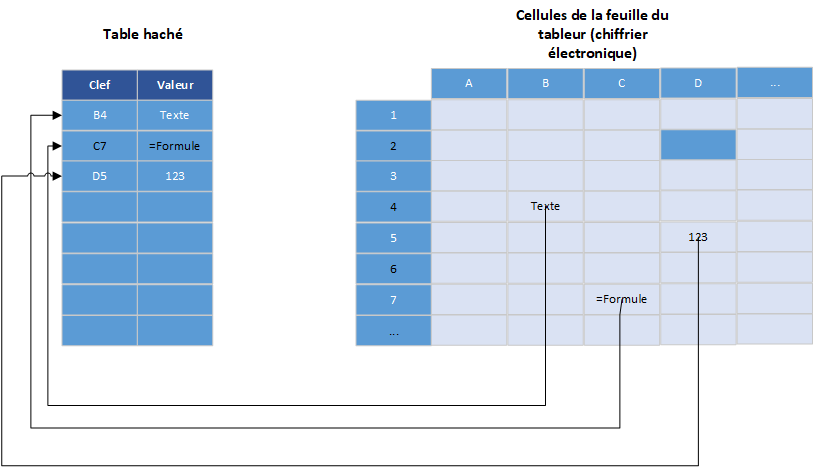 Table haché
Clef Valeur
B4 Texte
C7 =Formule
D5 123
Cellules de la feuille du
tableur (chiffrier
électronique)
A B C D ...
1
2
3
4 Texte
5 123
6
7 =Formule
...